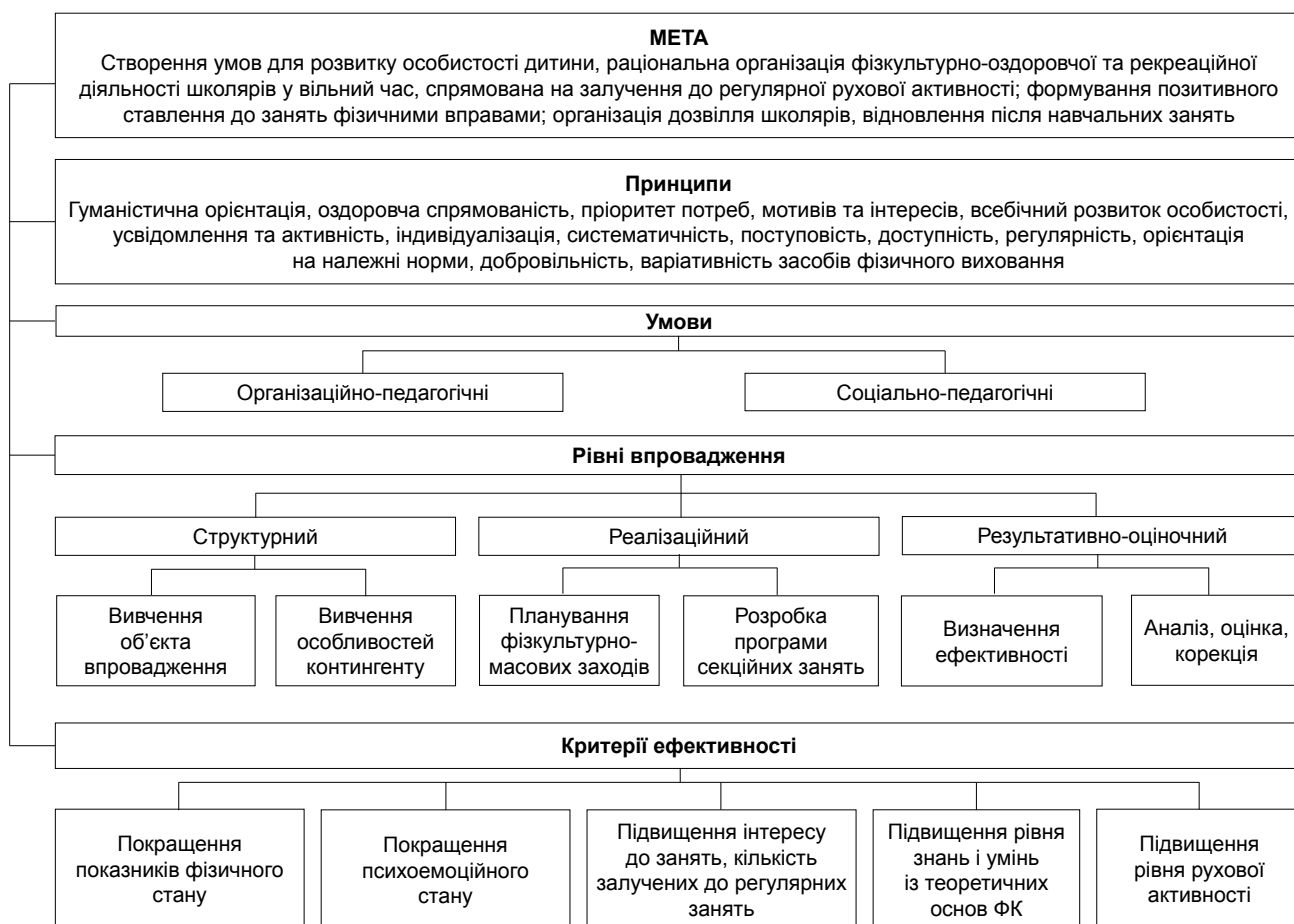 МЕТА
Створення умов для розвитку особистості дитини, раціональна організація фізкультурно-оздоровчої та рекреаційної
діяльності школярів у вільний час, спрямована на залучення до регулярної рухової активності; формування позитивного
ставлення до занять фізичними вправами; організація дозвілля школярів, відновлення після навчальних занять
Принципи
Гуманістична орієнтація, оздоровча спрямованість, пріоритет потреб, мотивів та інтересів, всебічний розвиток особистості,
усвідомлення та активність, індивідуалізація, систематичність, поступовість, доступність, регулярність, орієнтація
на належні норми, добровільність, варіативність засобів фізичного виховання
Умови
Організаційно-педагогічні
Соціально-педагогічні
Рівні впровадження
Структурний
Реалізаційний
Результативно-оціночний
Вивчення
об’єкта
впровадження
Вивчення
особливостей
контингенту
Планування
фізкультурно-
масових заходів
Розробка
програми
секційних занять
Визначення
ефективності
Аналіз, оцінка,
корекція
Критерії ефективності
Покращення
показників фізичного
стану
Покращення
психоемоційного
стану
Підвищення інтересу
до занять, кількість
залучених до регулярних
занять
Підвищення рівня
знань і умінь
із теоретичних
основ ФК
Підвищення
рівня рухової
активності